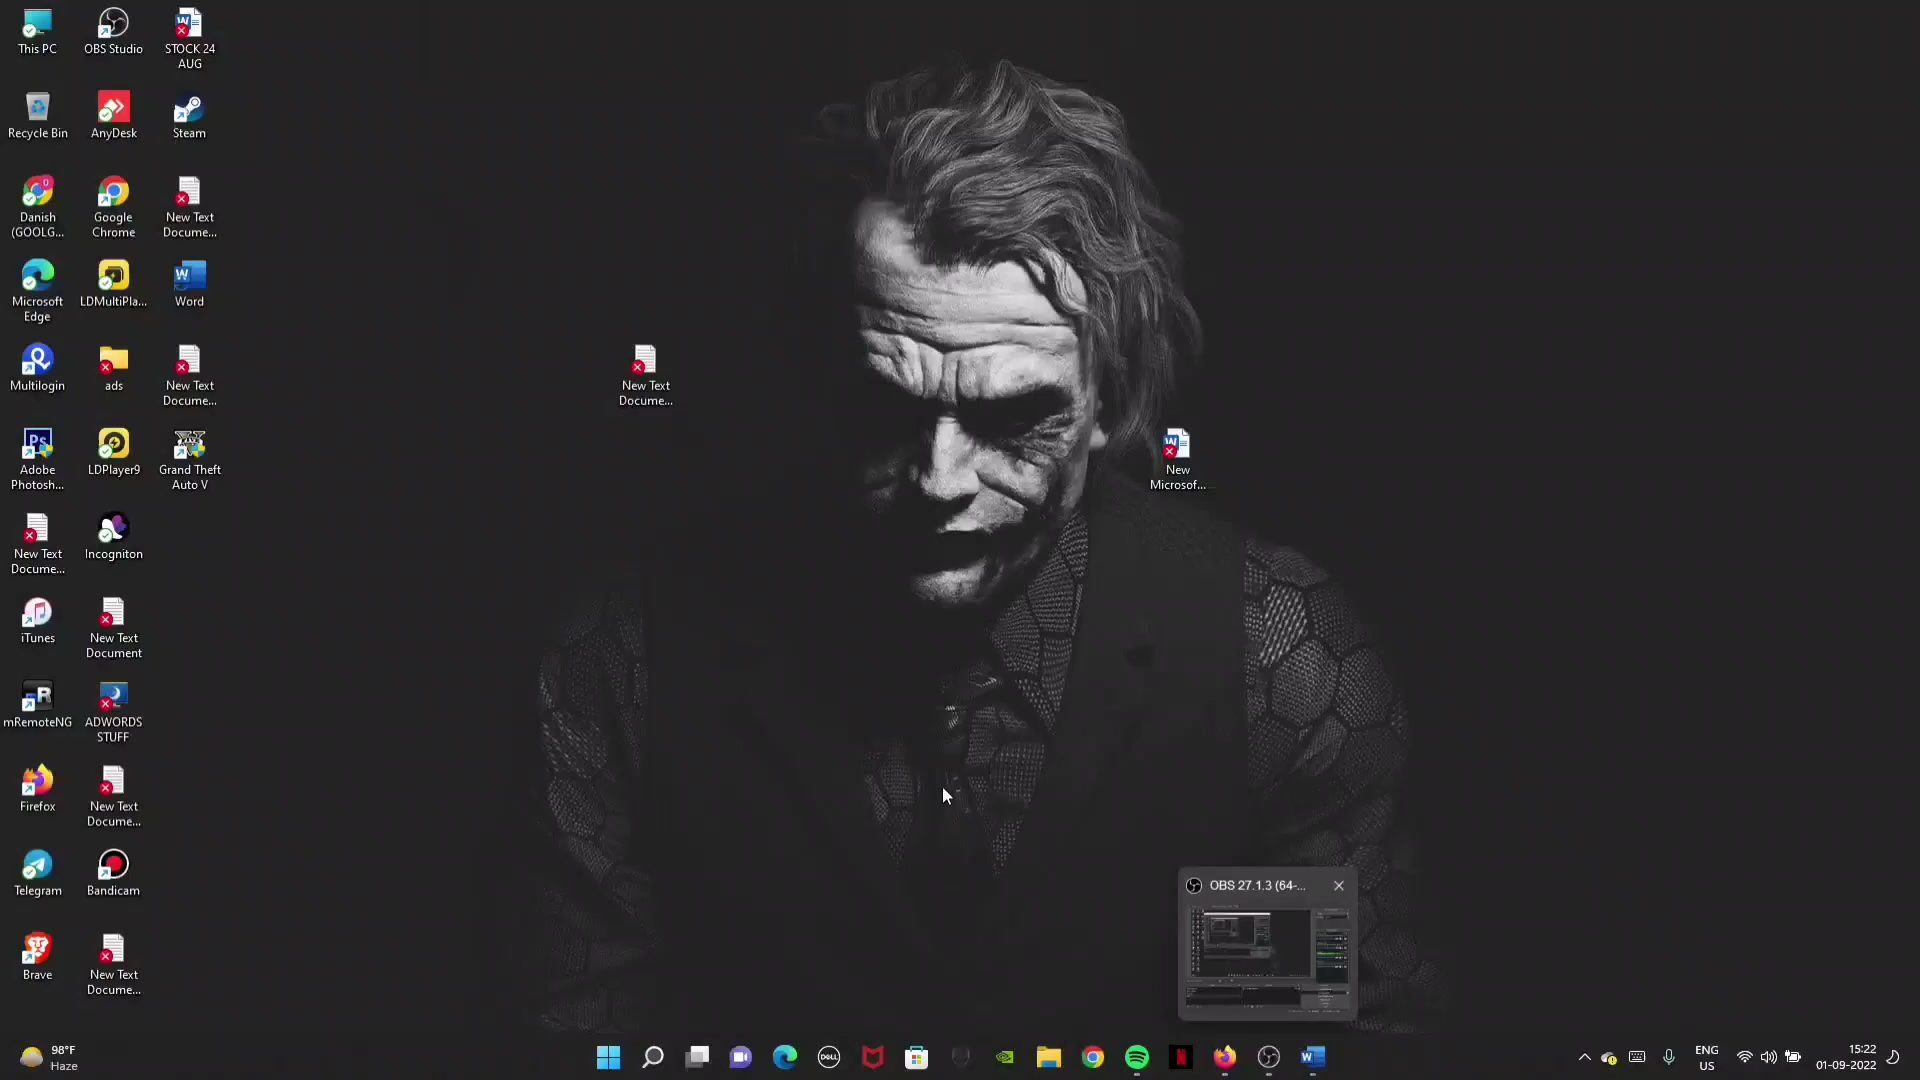 This PC
OBS Studio
STOCK 24
AUG
Recycle Bin
AnyDesk
Steam
Danish
(GOOLG...
Google
Chrome
New Text
Docume...
Microsoft
Edge
LDMultiPla...
Word
Multilogin
ads
New Text
Docume...
New Text
Docume...
Adobe
Photosh...
LDPlayer9
Grand Theft
Auto V
New
Microsof...
New Text
Docume...
Incogniton
iTunes
New Text
Document
mRemoteNG
ADWORDS
STUFF
Firefox
New Text
Docume...
Telegram
Bandicam
OBS 27.1.3 (64-...
Brave
New Text
Docume...
98°F
Haze
DELL
ENG
US
15:22
01-09-2022